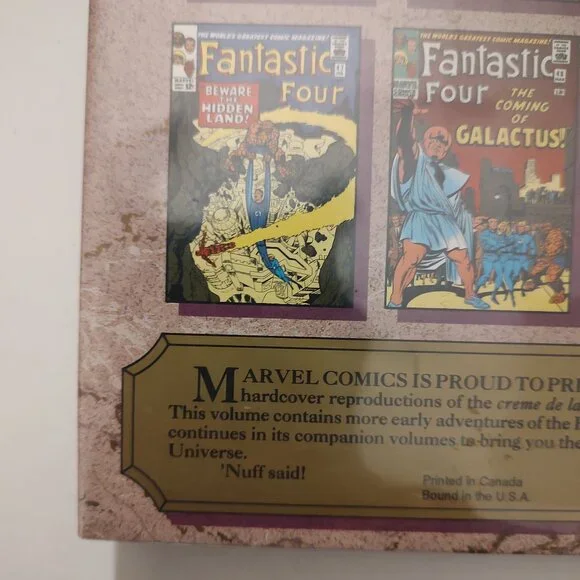 THE WORLD'S GREATEST COMIC MAGAZINE!
Fantastic
Four
47
BEWARE
THE
HIDDEN
LAND!
THE WORLD'S GREATEST COMIC MAGAZINE!
Fantastic
Four
48
THE
COMING
OF
GALACTUS!
MARVEL COMICS IS PROUD TO PRE
hardcover reproductions of the creme de la
This volume contains more early adventures of the
continues in its companion volumes to bring you the
Universe.
'Nuff said!
Printed in Canada
Bound in the U.S.A.